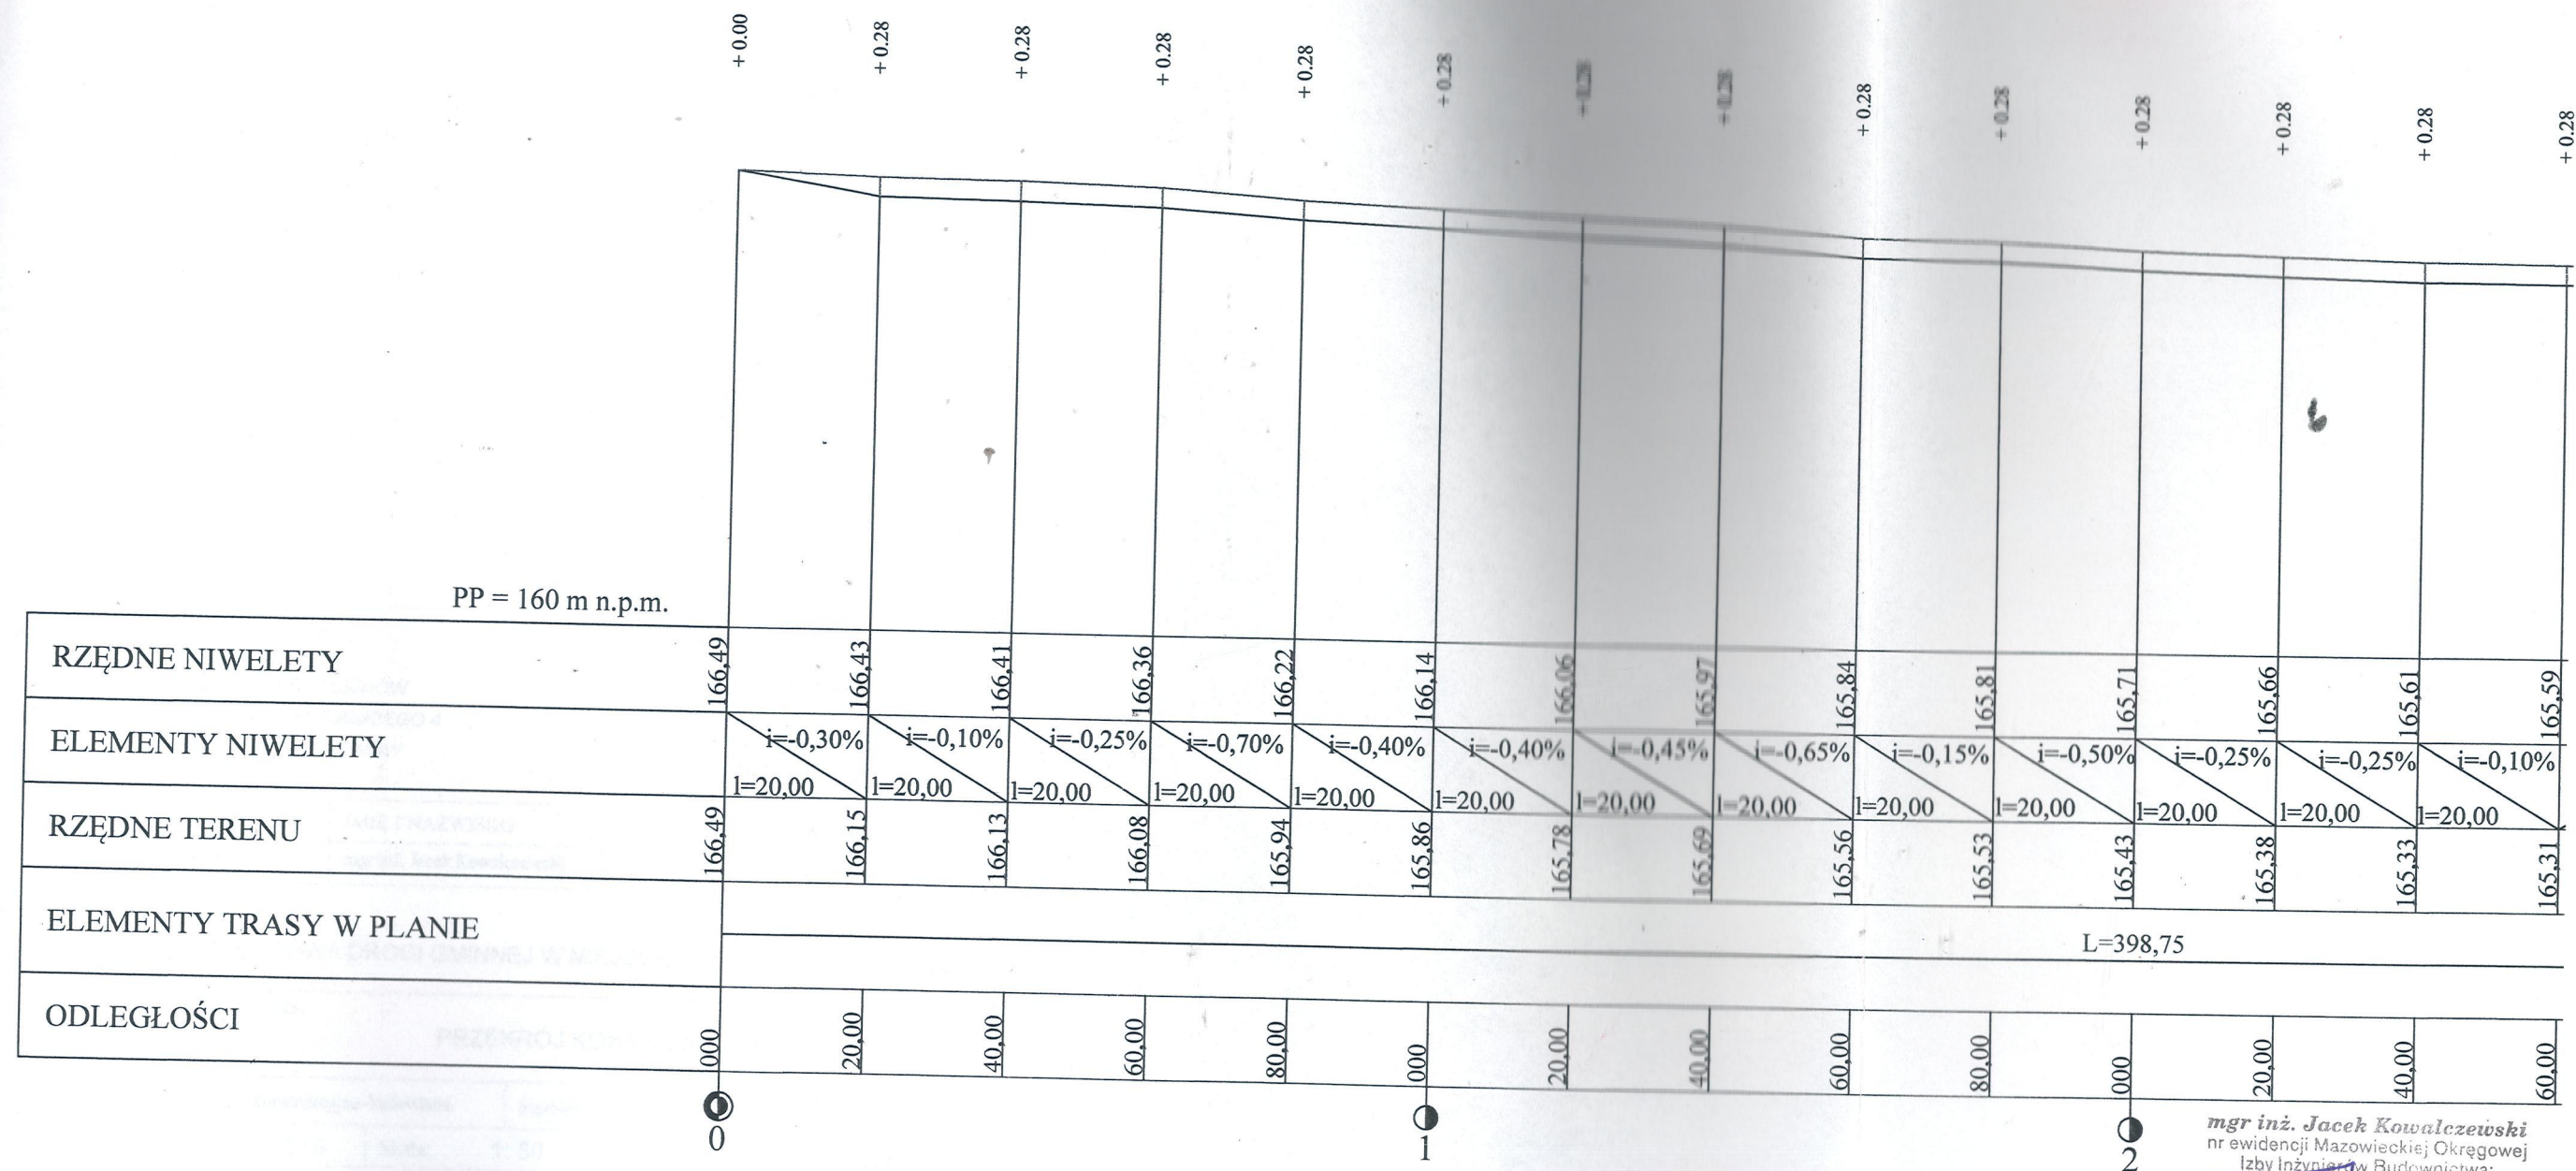 + 0.00 + 0.28 + 0.28 + 0.28 + 0.28 + 0.28 + 0.28 + 0.28 + 0.28 + 0.28 + 0.28 + 0.28 + 0.28 + 0.28
PP = 160 m n.p.m.
RZĘDNE NIWELETY 166,49 166,43 166,41 166,36 166,22 166,14 166,06 165,97 165,84 165,81 165,71 165,66 165,61 165,59
ELEMENTY NIWELETY
i=-0,30% i=-0,10% i=-0,25% i=-0,70% i=-0,40% i=-0,40% i=-0,45% i=-0,65% i=-0,15% i=-0,50% i=-0,25% i=-0,25% i=-0,10%
l=20,00 l=20,00 l=20,00 l=20,00 l=20,00 l=20,00 l=20,00 l=20,00 l=20,00 l=20,00 l=20,00 l=20,00 l=20,00
RZĘDNE TERENU 166,49 166,15 166,13 166,08 165,94 165,86 165,78 165,69 165,56 165,53 165,43 165,38 165,33 165,31
ELEMENTY TRASY W PLANIE
L=398,75
ODLEGŁOŚCI 000 20,00 40,00 60,00 80,00 000 20,00 40,00 60,00 80,00 000 20,00 40,00 60,00
0 1 2
mgr inż. Jacek Kowalczewski
nr ewidencji Mazowieckiej Okręgowej
Izby Inżynierów Budownictwa: